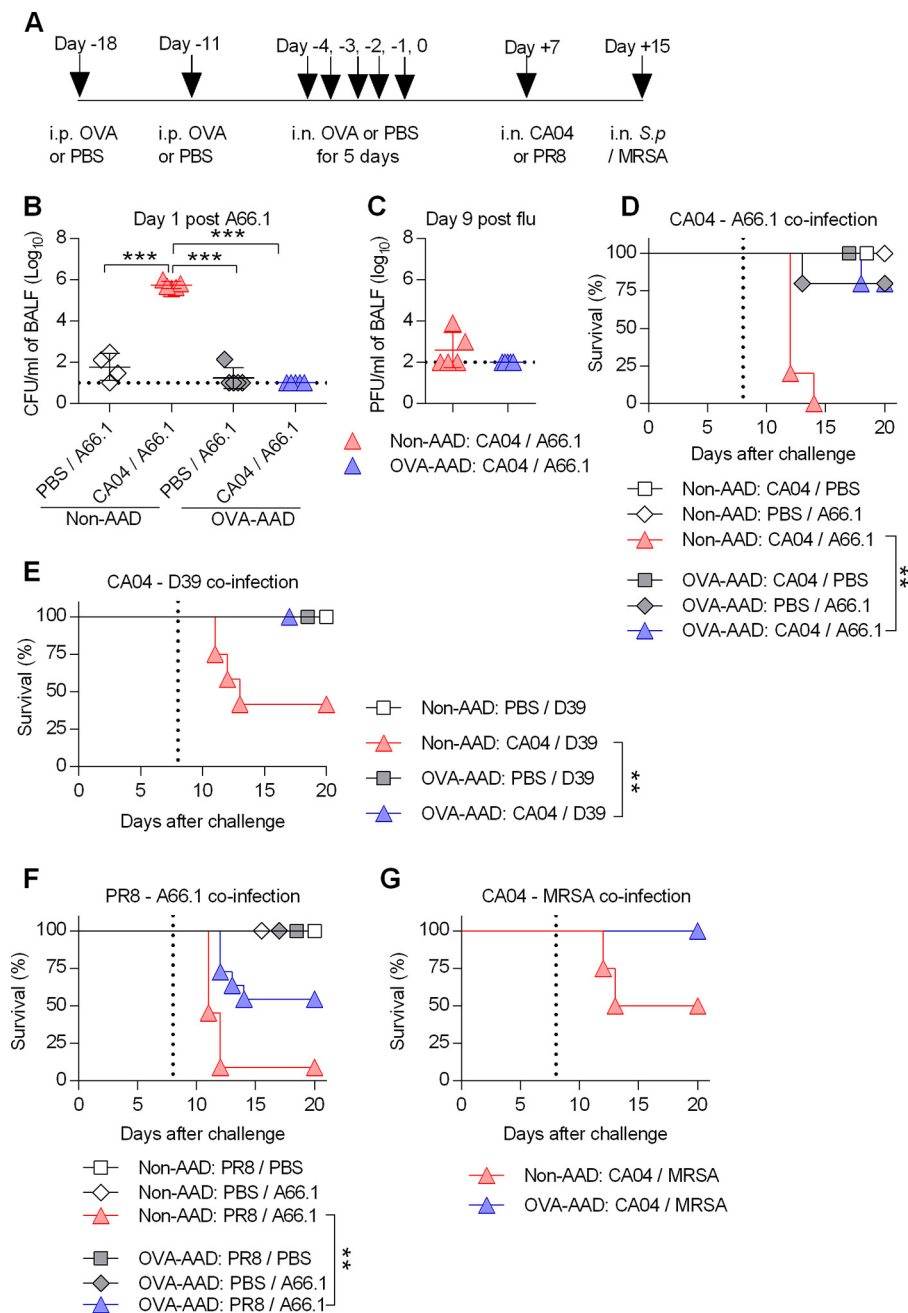 A
Day -18
Day -11
Day -4, -3, -2, -1, 0
Day +7
Day +15
i.p. OVA
or PBS
i.p. OVA
or PBS
i.n. OVA or PBS
for 5 days
i.n. CA04
or PR8
i.n. S.p
/ MRSA
B
Day 1 post A66.1
CFU/ml of BALF (Log10)
8
6
4
2
0
***
***
***
PBS / A66.1
CA04 / A66.1
PBS / A66.1
CA04 / A66.1
Non-AAD
OVA-AAD
C
Day 9 post flu
PFU/ml of BALF (log10)
8
6
4
2
0
Non-AAD: CA04 / A66.1
OVA-AAD: CA04 / A66.1
D
CA04 - A66.1 co-infection
Survival (%)
100
80
60
40
20
0
0
5
10
15
20
Days after challenge
Non-AAD: CA04 / PBS
Non-AAD: PBS / A66.1
Non-AAD: CA04 / A66.1
OVA-AAD: CA04 / PBS
OVA-AAD: PBS / A66.1
OVA-AAD: CA04 / A66.1
**
E
CA04 - D39 co-infection
Survival (%)
100
75
50
25
0
0
5
10
15
20
Days after challenge
Non-AAD: PBS / D39
Non-AAD: CA04 / D39
OVA-AAD: PBS / D39
OVA-AAD: CA04 / D39
**
F
PR8 - A66.1 co-infection
Survival (%)
100
75
50
25
0
0
5
10
15
20
Days after challenge
Non-AAD: PR8 / PBS
Non-AAD: PBS / A66.1
Non-AAD: PR8 / A66.1
OVA-AAD: PR8 / PBS
OVA-AAD: PBS / A66.1
OVA-AAD: PR8 / A66.1
**
G
CA04 - MRSA co-infection
Survival (%)
100
75
50
25
0
0
5
10
15
20
Days after challenge
Non-AAD: CA04 / MRSA
OVA-AAD: CA04 / MRSA